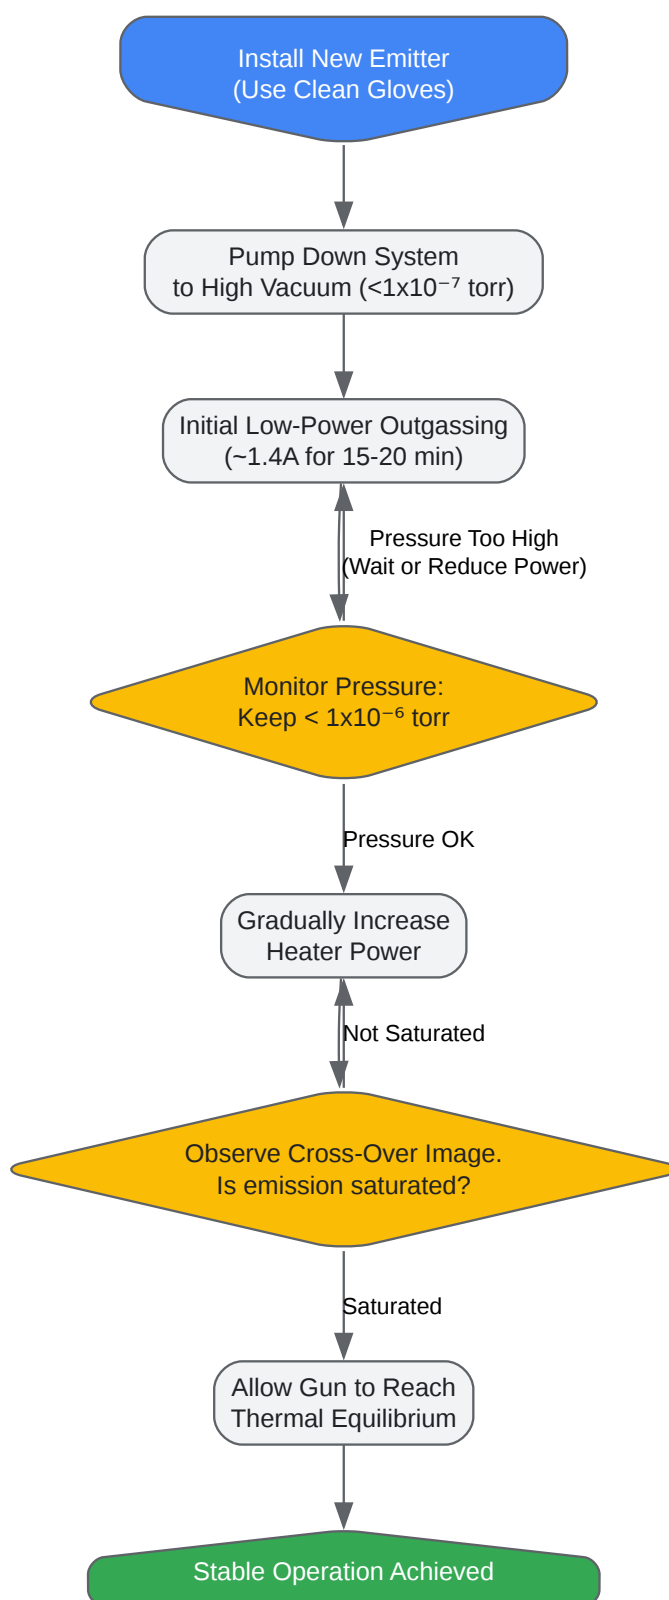 Install New Emitter
(Use Clean Gloves)
Pump Down System
to High Vacuum (<1x10⁻⁷ torr)
Initial Low-Power Outgassing
(~1.4A for 15-20 min)
Pressure Too High
(Wait or Reduce Power)
Monitor Pressure:
Keep < 1x10⁻⁶ torr
Pressure OK
Gradually Increase
Heater Power
Not Saturated
Observe Cross-Over Image.
Is emission saturated?
Saturated
Allow Gun to Reach
Thermal Equilibrium
Stable Operation Achieved